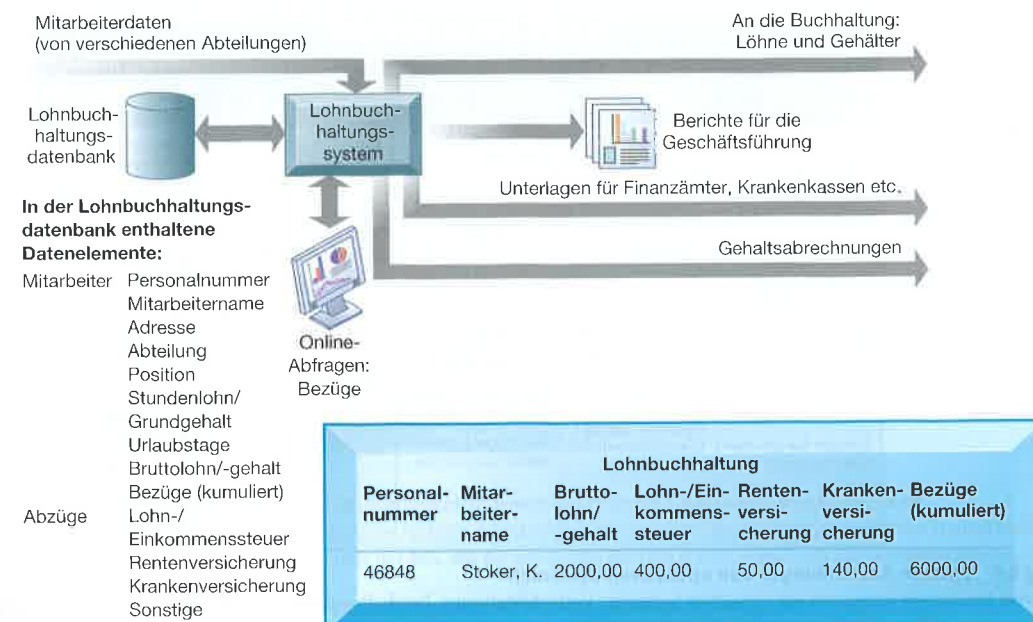 Mitarbeiterdaten
(von verschiedenen Abteilungen)
An die Buchhaltung:
Löhne und Gehälter
Lohnbuch-
haltungs-
datenbank
Lohnbuch-
haltungs-
system
Berichte für die
Geschäftsführung
Unterlagen für Finanzämter, Krankenkassen etc.
Gehaltsabrechnungen
Online-
Abfragen:
Bezüge
In der Lohnbuchhaltungs-
datenbank enthaltene
Datenelemente:
Mitarbeiter Personalnummer
Mitarbeitername
Adresse
Abteilung
Position
Stundenlohn/
Grundgehalt
Urlaubstage
Bruttolohn/-gehalt
Bezüge (kumuliert)
Abzüge Lohn-/
Einkommenssteuer
Rentenversicherung
Krankenversicherung
Sonstige
Lohnbuchhaltung
Personal- Mitar- Brutto- Lohn-/Ein- Renten- Kranken- Bezüge
nummer beiter- lohn/ kommens- versi- versi- (kumuliert)
name -gehalt steuer cherung cherung
46848 Stoker, K. 2000,00 400,00 50,00 140,00 6000,00